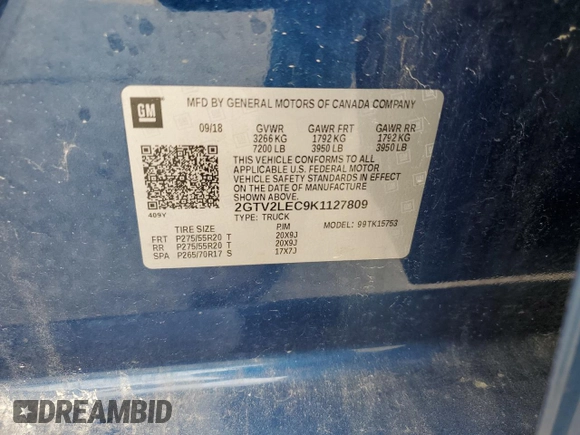 GM
MFD BY GENERAL MOTORS OF CANADA COMPANY
09/18 GVWR GAWR FRT GAWR RR
3266 KG 1792 KG 1792 KG
7200 LB 3950 LB 3950 LB
THIS VEHICLE CONFORMS TO ALL
APPLICABLE U.S. FEDERAL MOTOR
VEHICLE SAFETY STANDARDS IN EFFECT
ON THE DATE OF MANUFACTURE
SHOWN ABOVE.
2GTV2LEC9K1127809
409Y TYPE: TRUCK MODEL: 99TK15753
TIRE SIZE RIM
FRT P275/55R20 T 20X9J
RR P275/55R20 T 20X9J
SPA P265/70R17 S 17X7J
DREAMBID